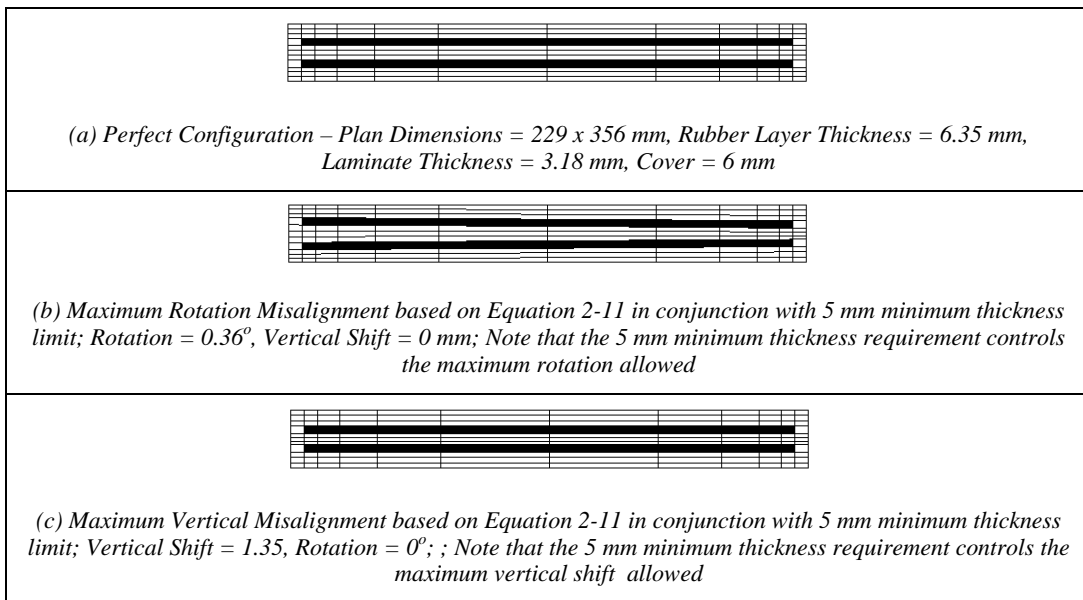 (a) Perfect Configuration – Plan Dimensions = 229 x 356 mm, Rubber Layer Thickness = 6.35 mm,
Laminate Thickness = 3.18 mm, Cover = 6 mm
(b) Maximum Rotation Misalignment based on Equation 2-11 in conjunction with 5 mm minimum thickness
limit; Rotation = 0.36º, Vertical Shift = 0 mm; Note that the 5 mm minimum thickness requirement controls
the maximum rotation allowed
(c) Maximum Vertical Misalignment based on Equation 2-11 in conjunction with 5 mm minimum thickness
limit; Vertical Shift = 1.35, Rotation = 0º; ; Note that the 5 mm minimum thickness requirement controls the
maximum vertical shift allowed